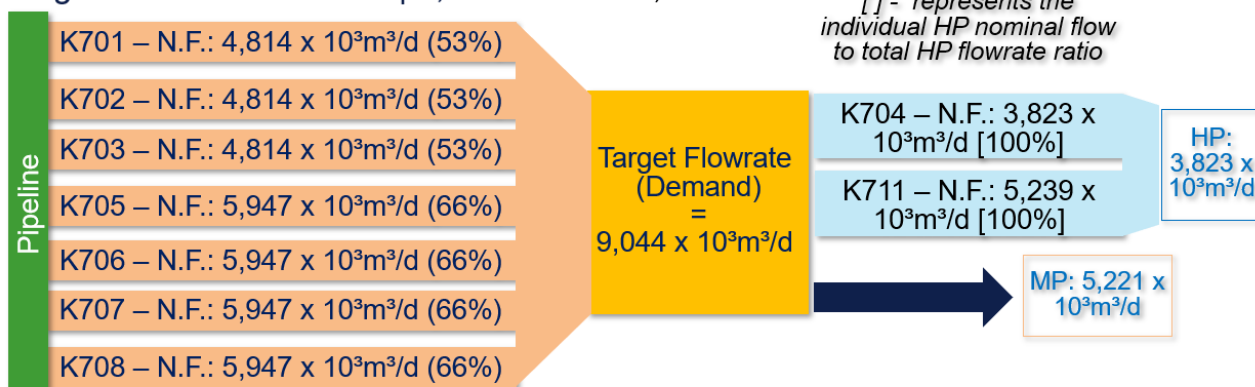 [ ] - represents the
individual HP nominal flow
to total HP flowrate ratio
Pipeline
K701 – N.F.: 4,814 x 10³m³/d (53%)
K702 – N.F.: 4,814 x 10³m³/d (53%)
K703 – N.F.: 4,814 x 10³m³/d (53%)
K705 – N.F.: 5,947 x 10³m³/d (66%)
K706 – N.F.: 5,947 x 10³m³/d (66%)
K707 – N.F.: 5,947 x 10³m³/d (66%)
K708 – N.F.: 5,947 x 10³m³/d (66%)
Target Flowrate
(Demand)
=
9,044 x 10³m³/d
K704 – N.F.: 3,823 x
10³m³/d [100%]
K711 – N.F.: 5,239 x
10³m³/d [100%]
HP:
3,823 x
10³m³/d
MP: 5,221 x
10³m³/d